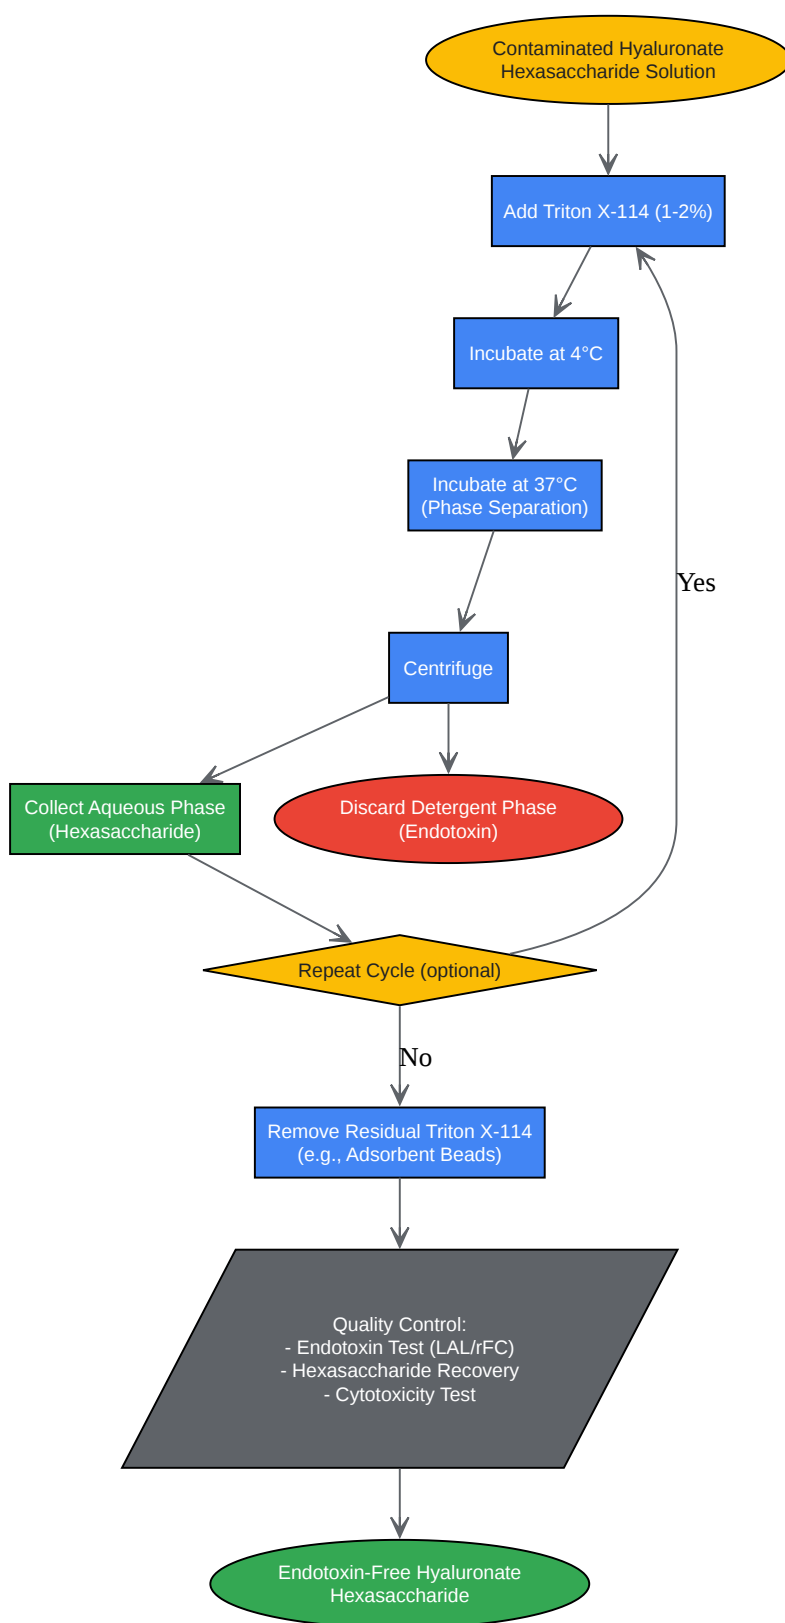 Contaminated Hyaluronate
Hexasaccharide Solution
Add Triton X-114 (1-2%)
Incubate at 4°C
Incubate at 37°C
(Phase Separation)
Yes
Centrifuge
Collect Aqueous Phase
(Hexasaccharide)
Discard Detergent Phase
(Endotoxin)
Repeat Cycle (optional)
No
Remove Residual Triton X-114
(e.g., Adsorbent Beads)
Quality Control:
- Endotoxin Test (LAL/rFC)
- Hexasaccharide Recovery
- Cytotoxicity Test
Endotoxin-Free Hyaluronate
Hexasaccharide